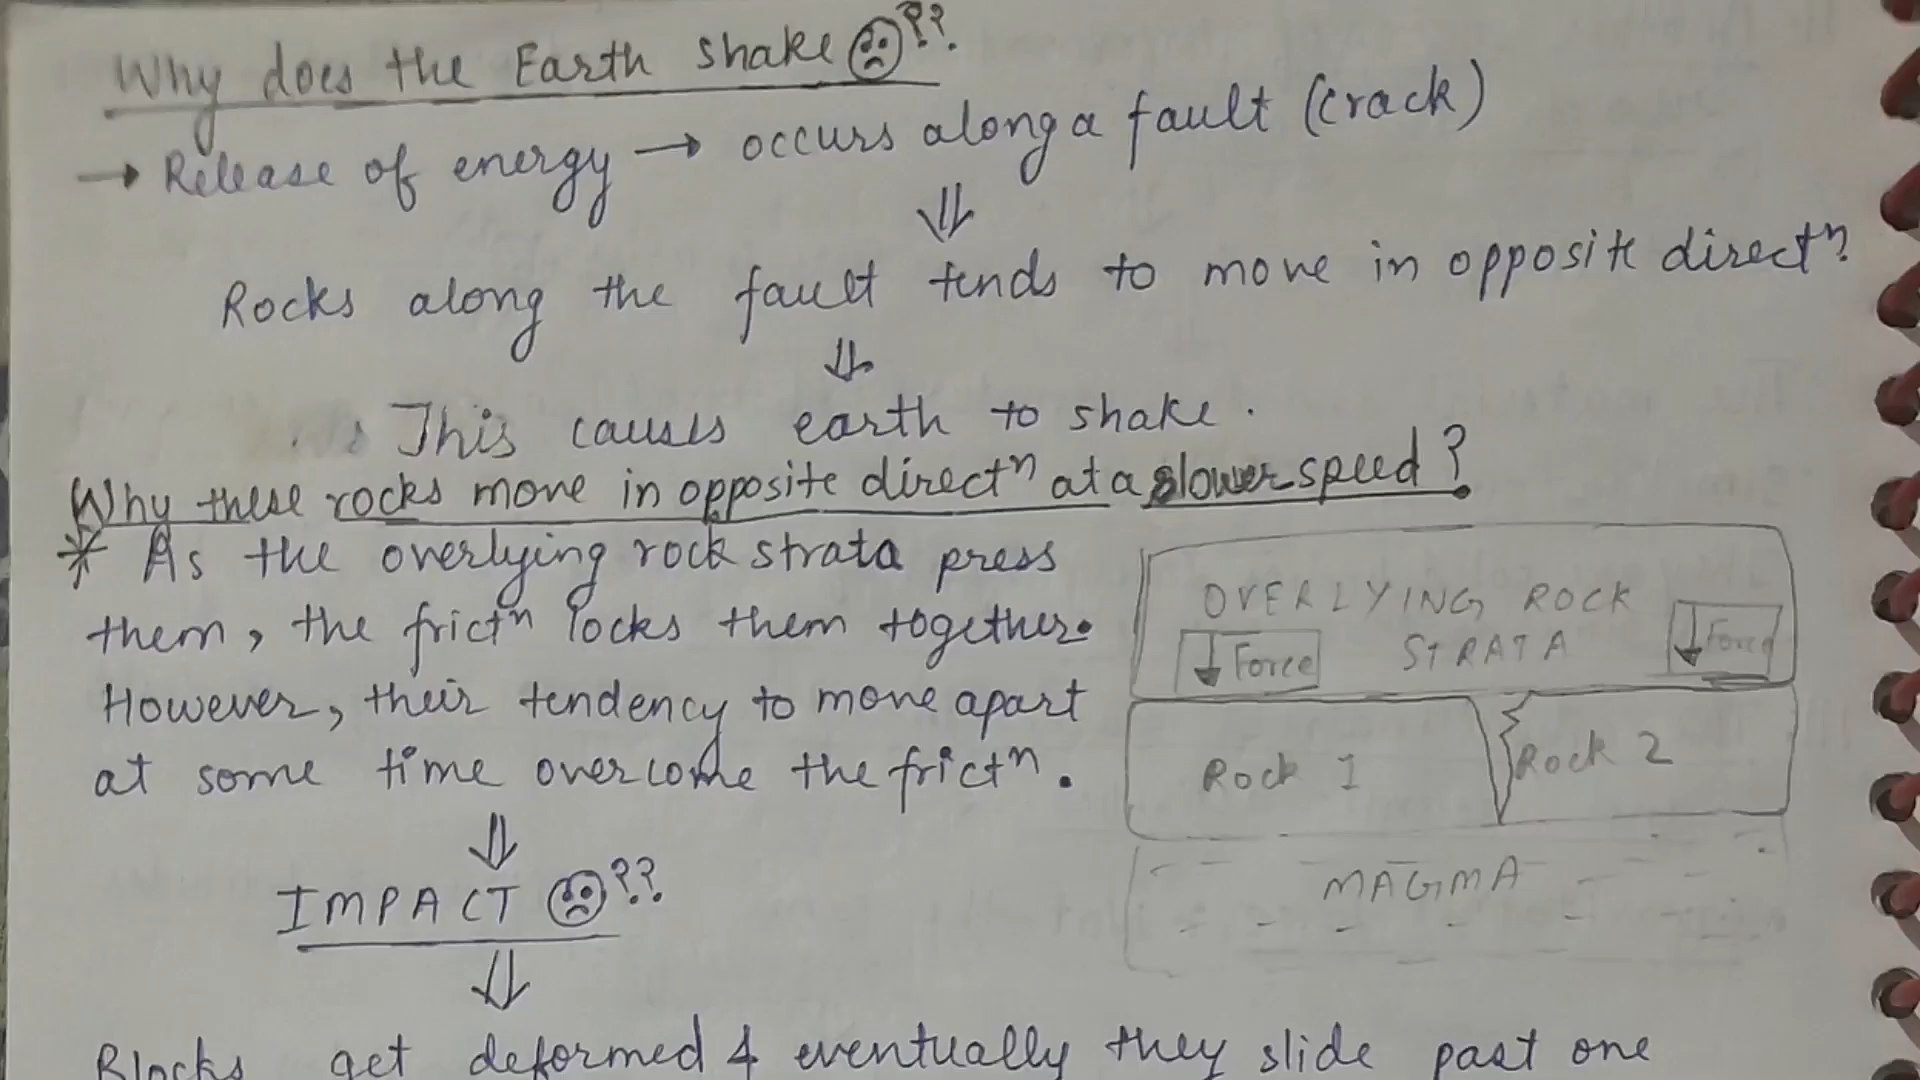 Why does the Earth shake ??.
→ Release of energy → occurs along a fault (crack)
⇓
Rocks along the fault tends to move in opposite directn.
⇓
This causes earth to shake.
Why these rocks move in opposite directn at a slower speed?
* As the overlying rock strata press
them, the frictn locks them together.
However, their tendency to move apart
at some time overcome the frictn.
⇓
IMPACT ??.
⇓
Blocks get deformed & eventually they slide past one
OVERLYING ROCK
STRATA
↓ Force
↓ Force
Rock 1
Rock 2
MAGMA